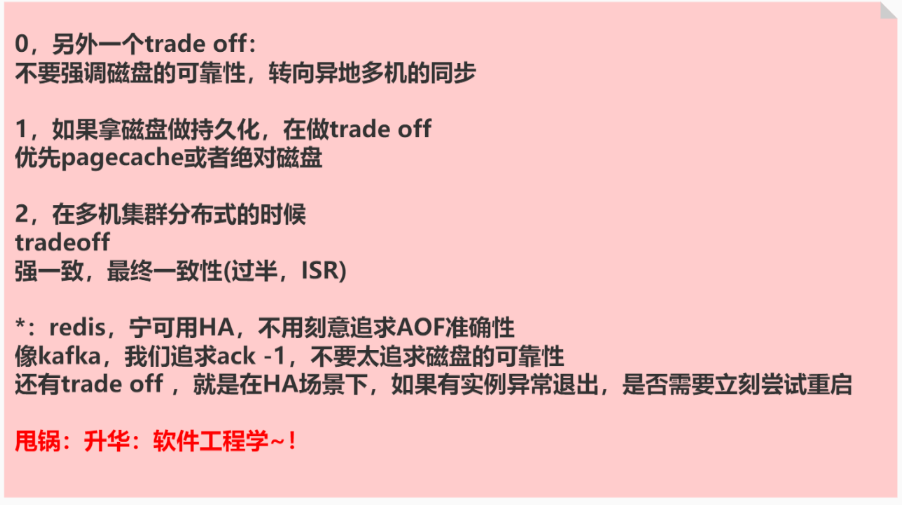 0，另外一个trade off：
不要强调磁盘的可靠性，转向异地多机的同步
1，如果拿磁盘做持久化，在做trade off
优先pagecache或者绝对磁盘
2，在多机集群分布式的时候
tradeoff
强一致，最终一致性(过半，ISR)
*：redis，宁可用HA，不用刻意追求AOF准确性
像kafka，我们追求ack -1，不要太追求磁盘的可靠性
还有trade off ，就是在HA场景下，如果有实例异常退出，是否需要立刻尝试重启
甩锅：升华：软件工程学~！